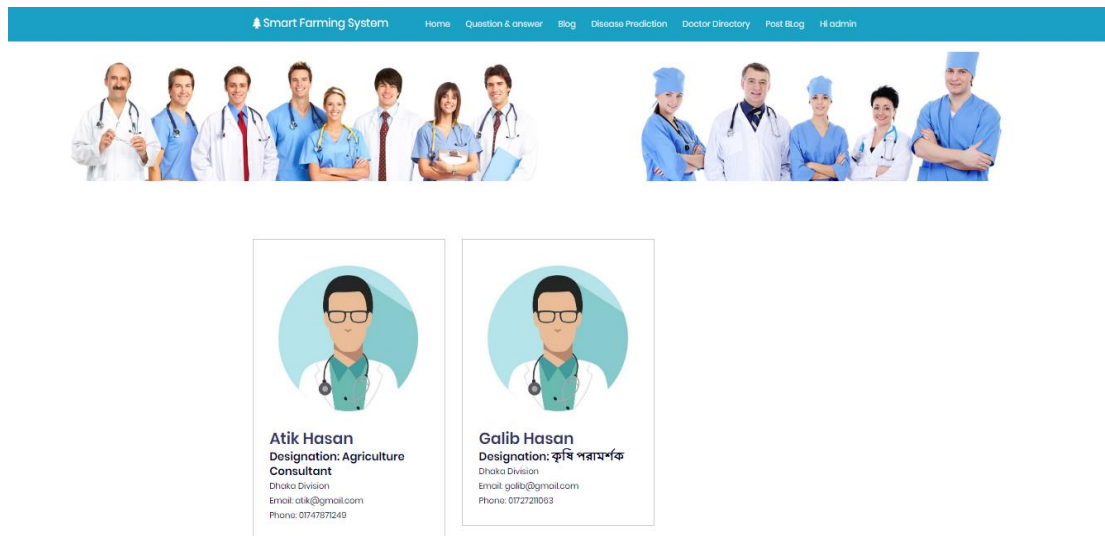 Smart Farming System
Home
Question & answer
Blog
Disease Prediction
Doctor Directory
Post BLog
Hi admin
Atik Hasan
Designation: Agriculture
Consultant
Dhaka Division
Email: atik@gmail.com
Phone: 01747871249
Galib Hasan
Designation: কৃষি পরামর্শক
Dhaka Division
Email: galib@gmail.com
Phone: 01727211063